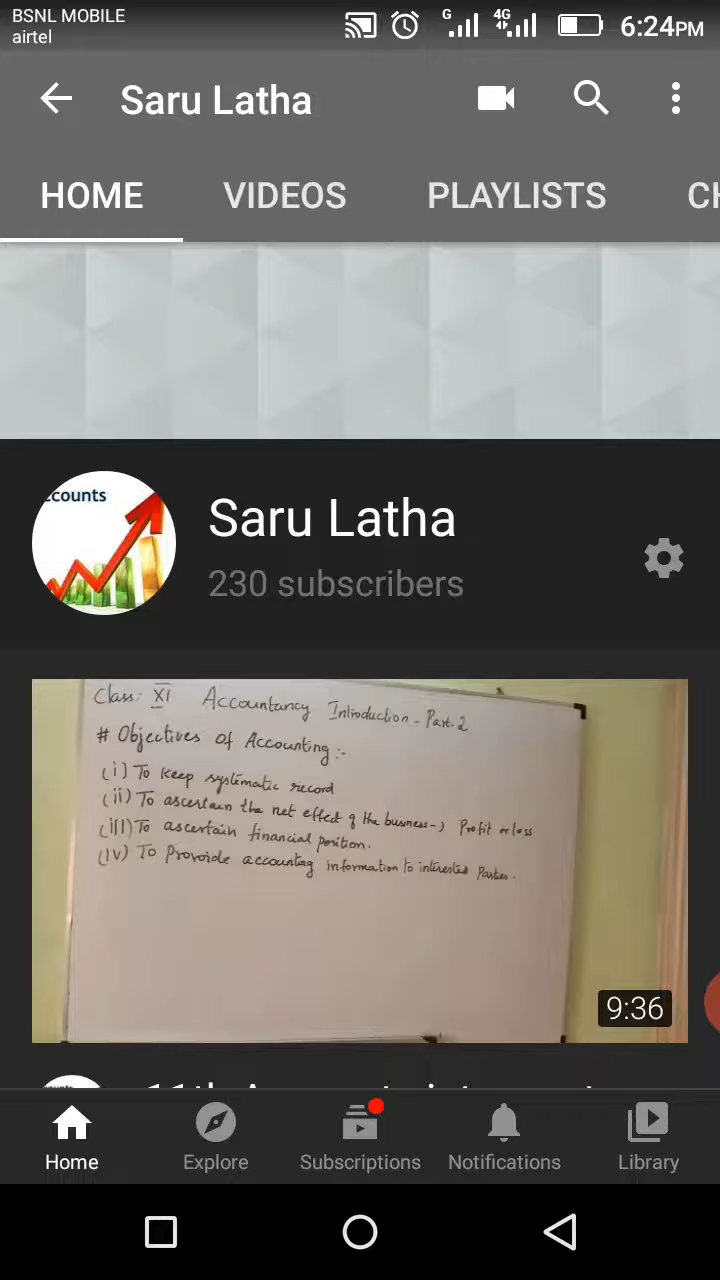 BSNL MOBILE
airtel
G
4G
6:24PM
Saru Latha
HOME VIDEOS PLAYLISTS CH
ccounts
Saru Latha
230 subscribers
Class: XI Accountancy Introduction - Part-2
# Objectives of Accounting :-
(i) To keep systematic record
(ii) To ascertain the net effect of the business -> Profit or loss
(iii) To ascertain financial position.
(iv) To Provoide accounting information to interested Parties.
9:36
Home Explore Subscriptions Notifications Library